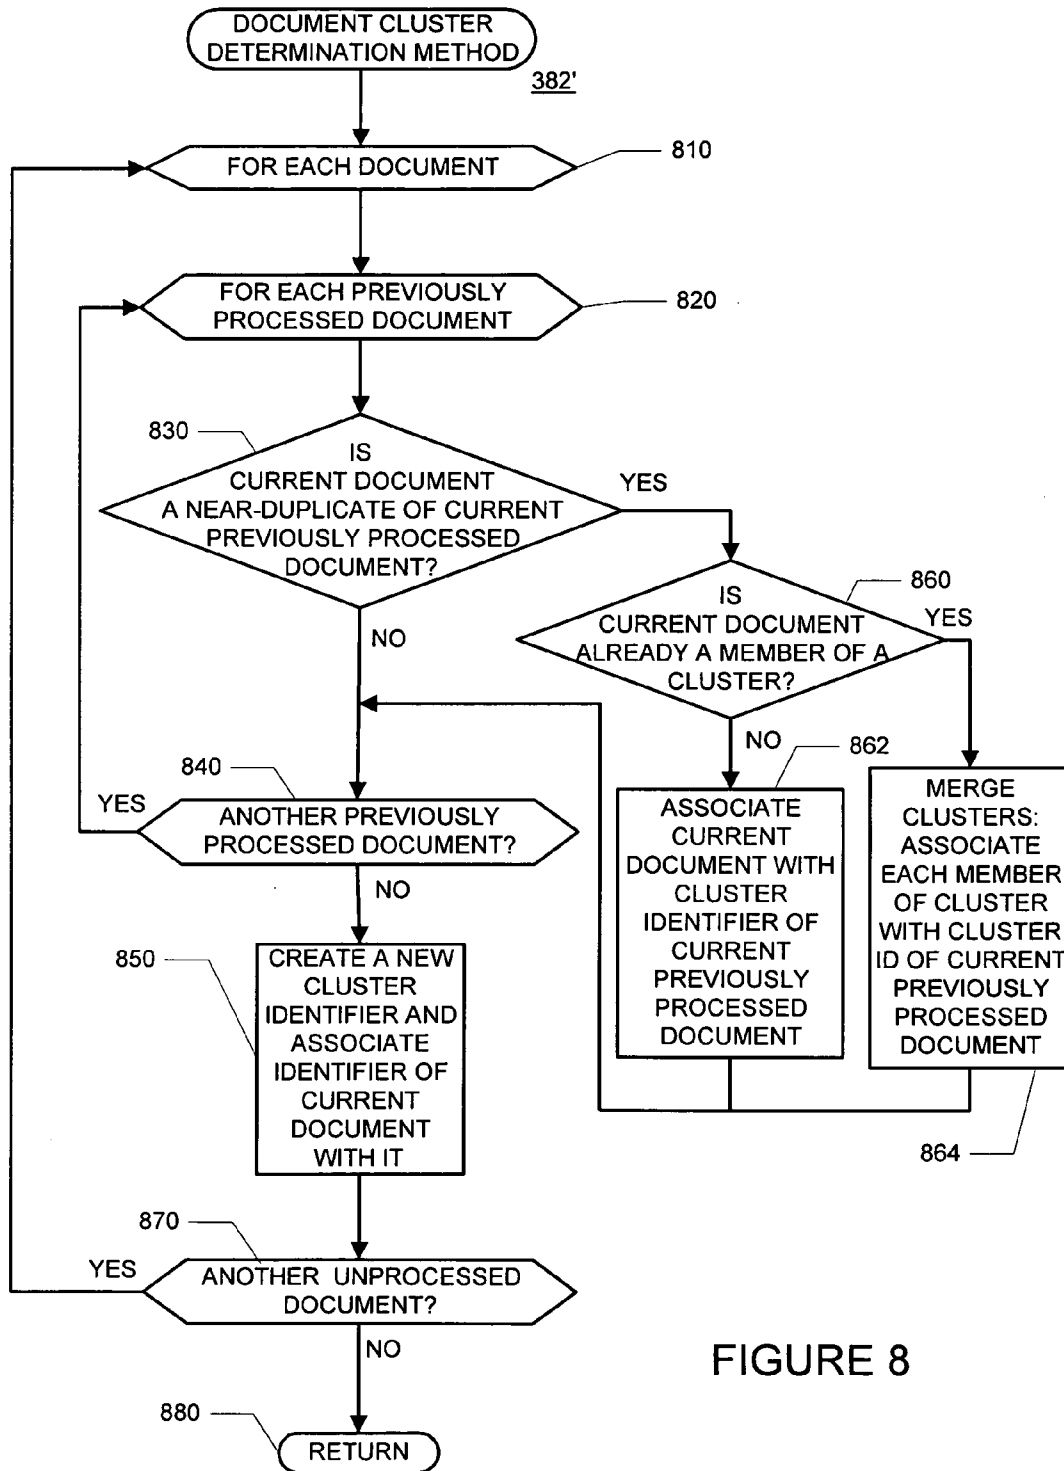 DOCUMENT CLUSTER
DETERMINATION METHOD
382'
FOR EACH DOCUMENT
810
FOR EACH PREVIOUSLY
PROCESSED DOCUMENT
820
830
IS
CURRENT DOCUMENT
A NEAR-DUPLICATE OF CURRENT
PREVIOUSLY PROCESSED
DOCUMENT?
YES
NO
860
IS
CURRENT DOCUMENT
ALREADY A MEMBER OF A
CLUSTER?
YES
NO
840
YES
ANOTHER PREVIOUSLY
PROCESSED DOCUMENT?
NO
862
ASSOCIATE
CURRENT
DOCUMENT WITH
CLUSTER
IDENTIFIER OF
CURRENT
PREVIOUSLY
PROCESSED
DOCUMENT
MERGE
CLUSTERS:
ASSOCIATE
EACH MEMBER
OF CLUSTER
WITH CLUSTER
ID OF CURRENT
PREVIOUSLY
PROCESSED
DOCUMENT
864
850
CREATE A NEW
CLUSTER
IDENTIFIER AND
ASSOCIATE
IDENTIFIER OF
CURRENT
DOCUMENT
WITH IT
870
YES
ANOTHER UNPROCESSED
DOCUMENT?
NO
880
RETURN
FIGURE 8